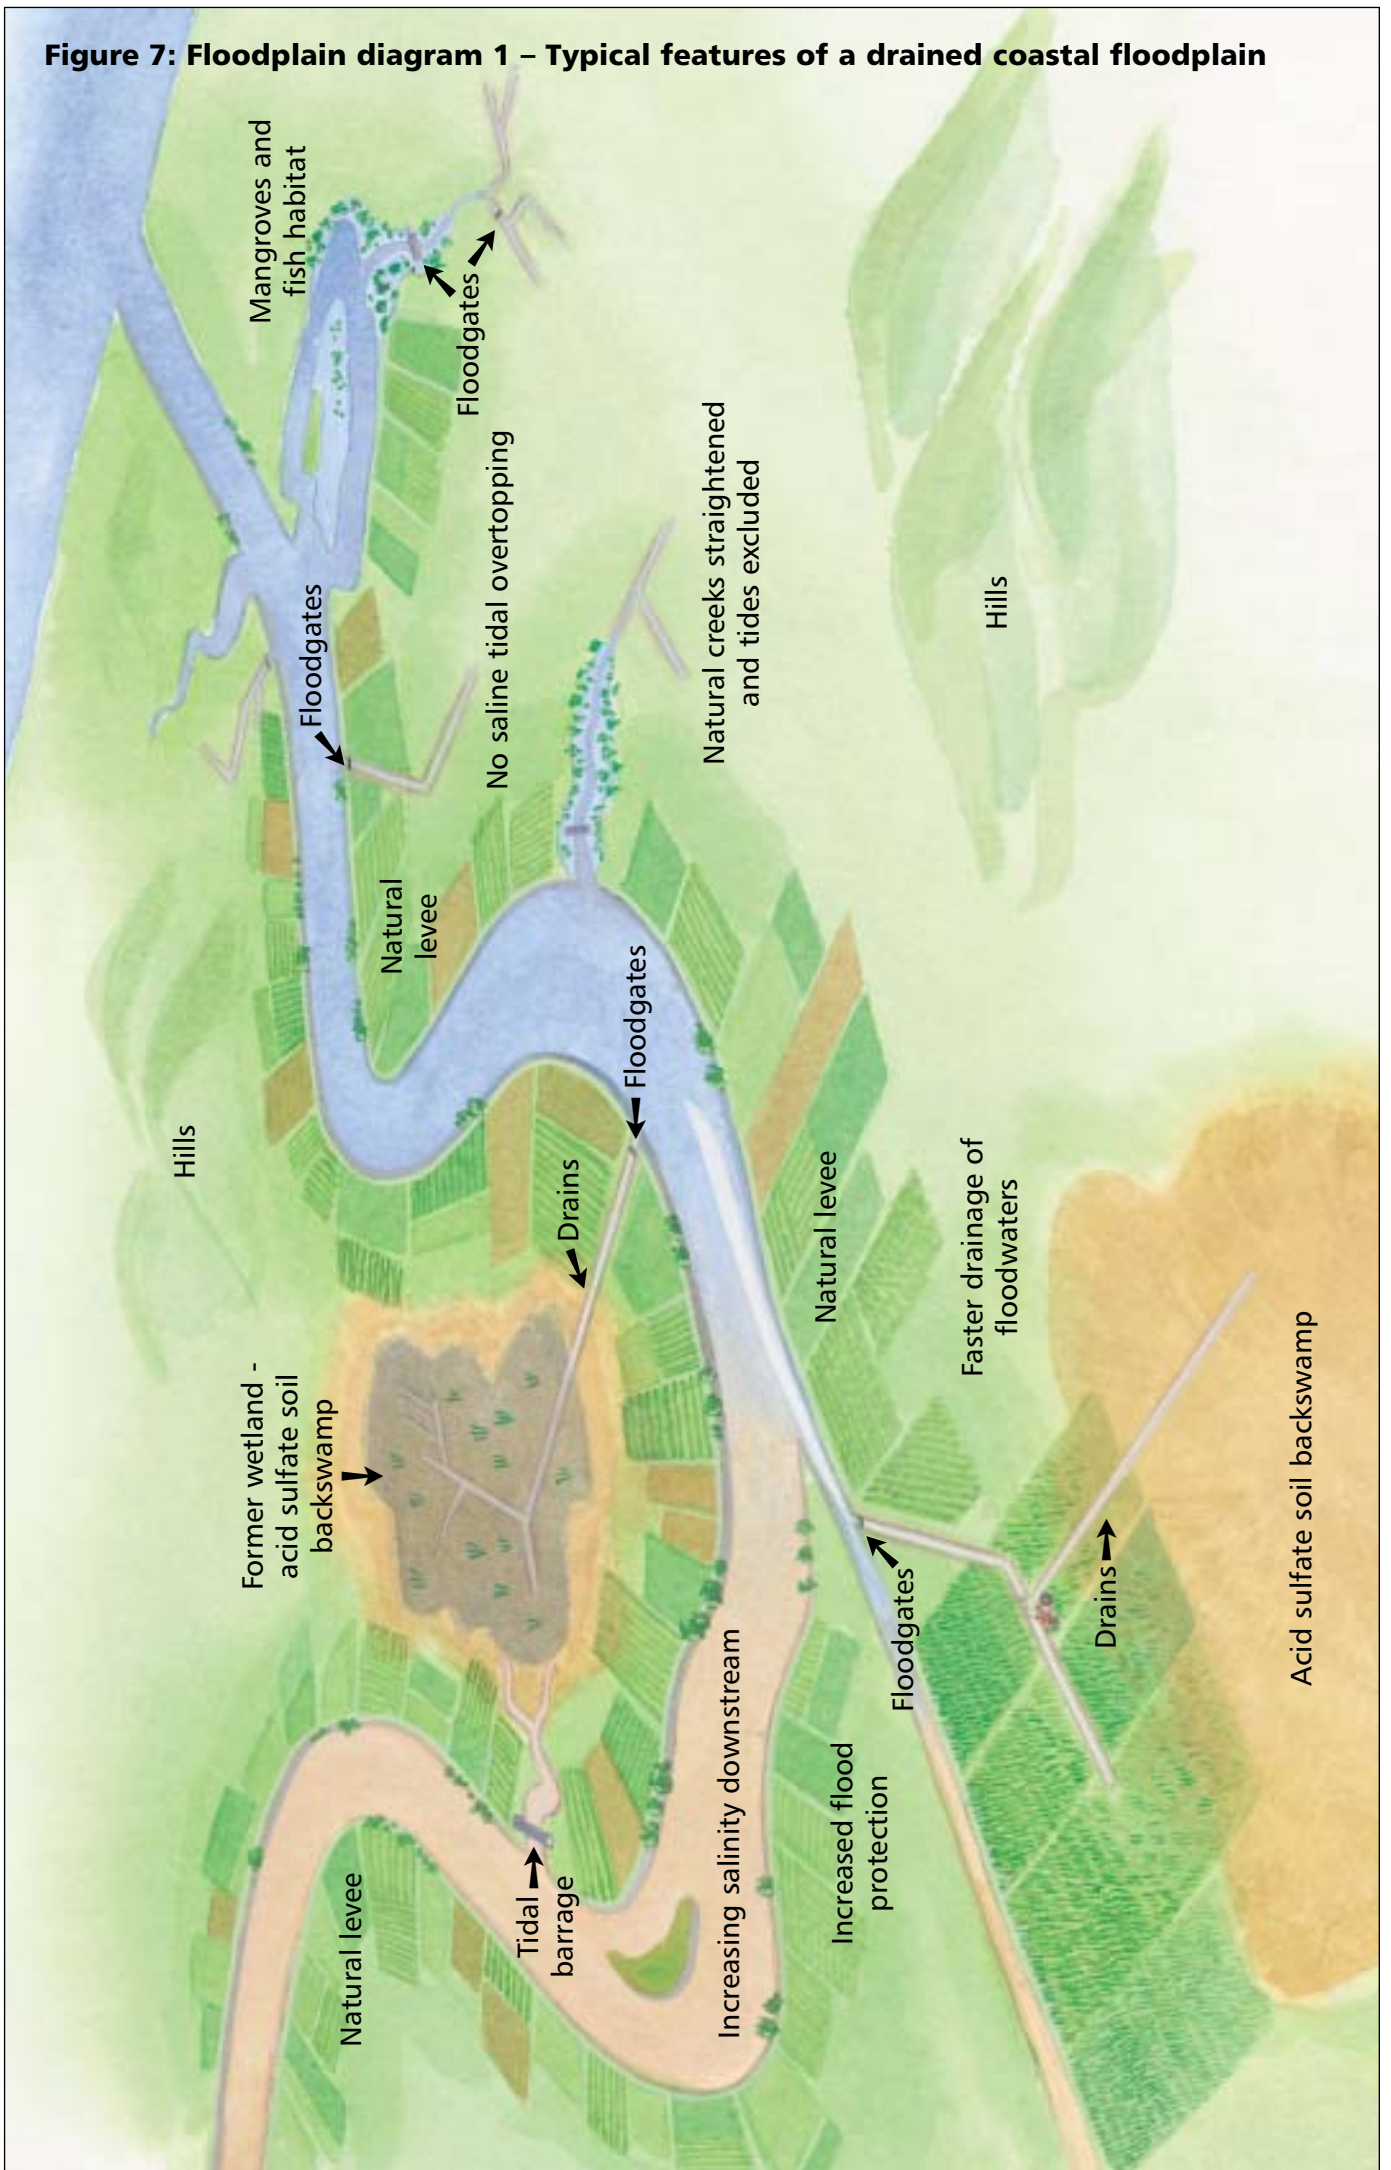 Figure 7: Floodplain diagram 1 – Typical features of a drained coastal floodplain
Mangroves and
fish habitat
Floodgates
No saline tidal overtopping
Floodgates
Natural creeks straightened
and tides excluded
Hills
Natural
levee
Floodgates
Hills
Drains
Natural levee
Faster drainage of
floodwaters
Former wetland -
acid sulfate soil
backswamp
Acid sulfate soil backswamp
Drains
Floodgates
Increasing salinity downstream
Increased flood
protection
Tidal
barrage
Natural levee